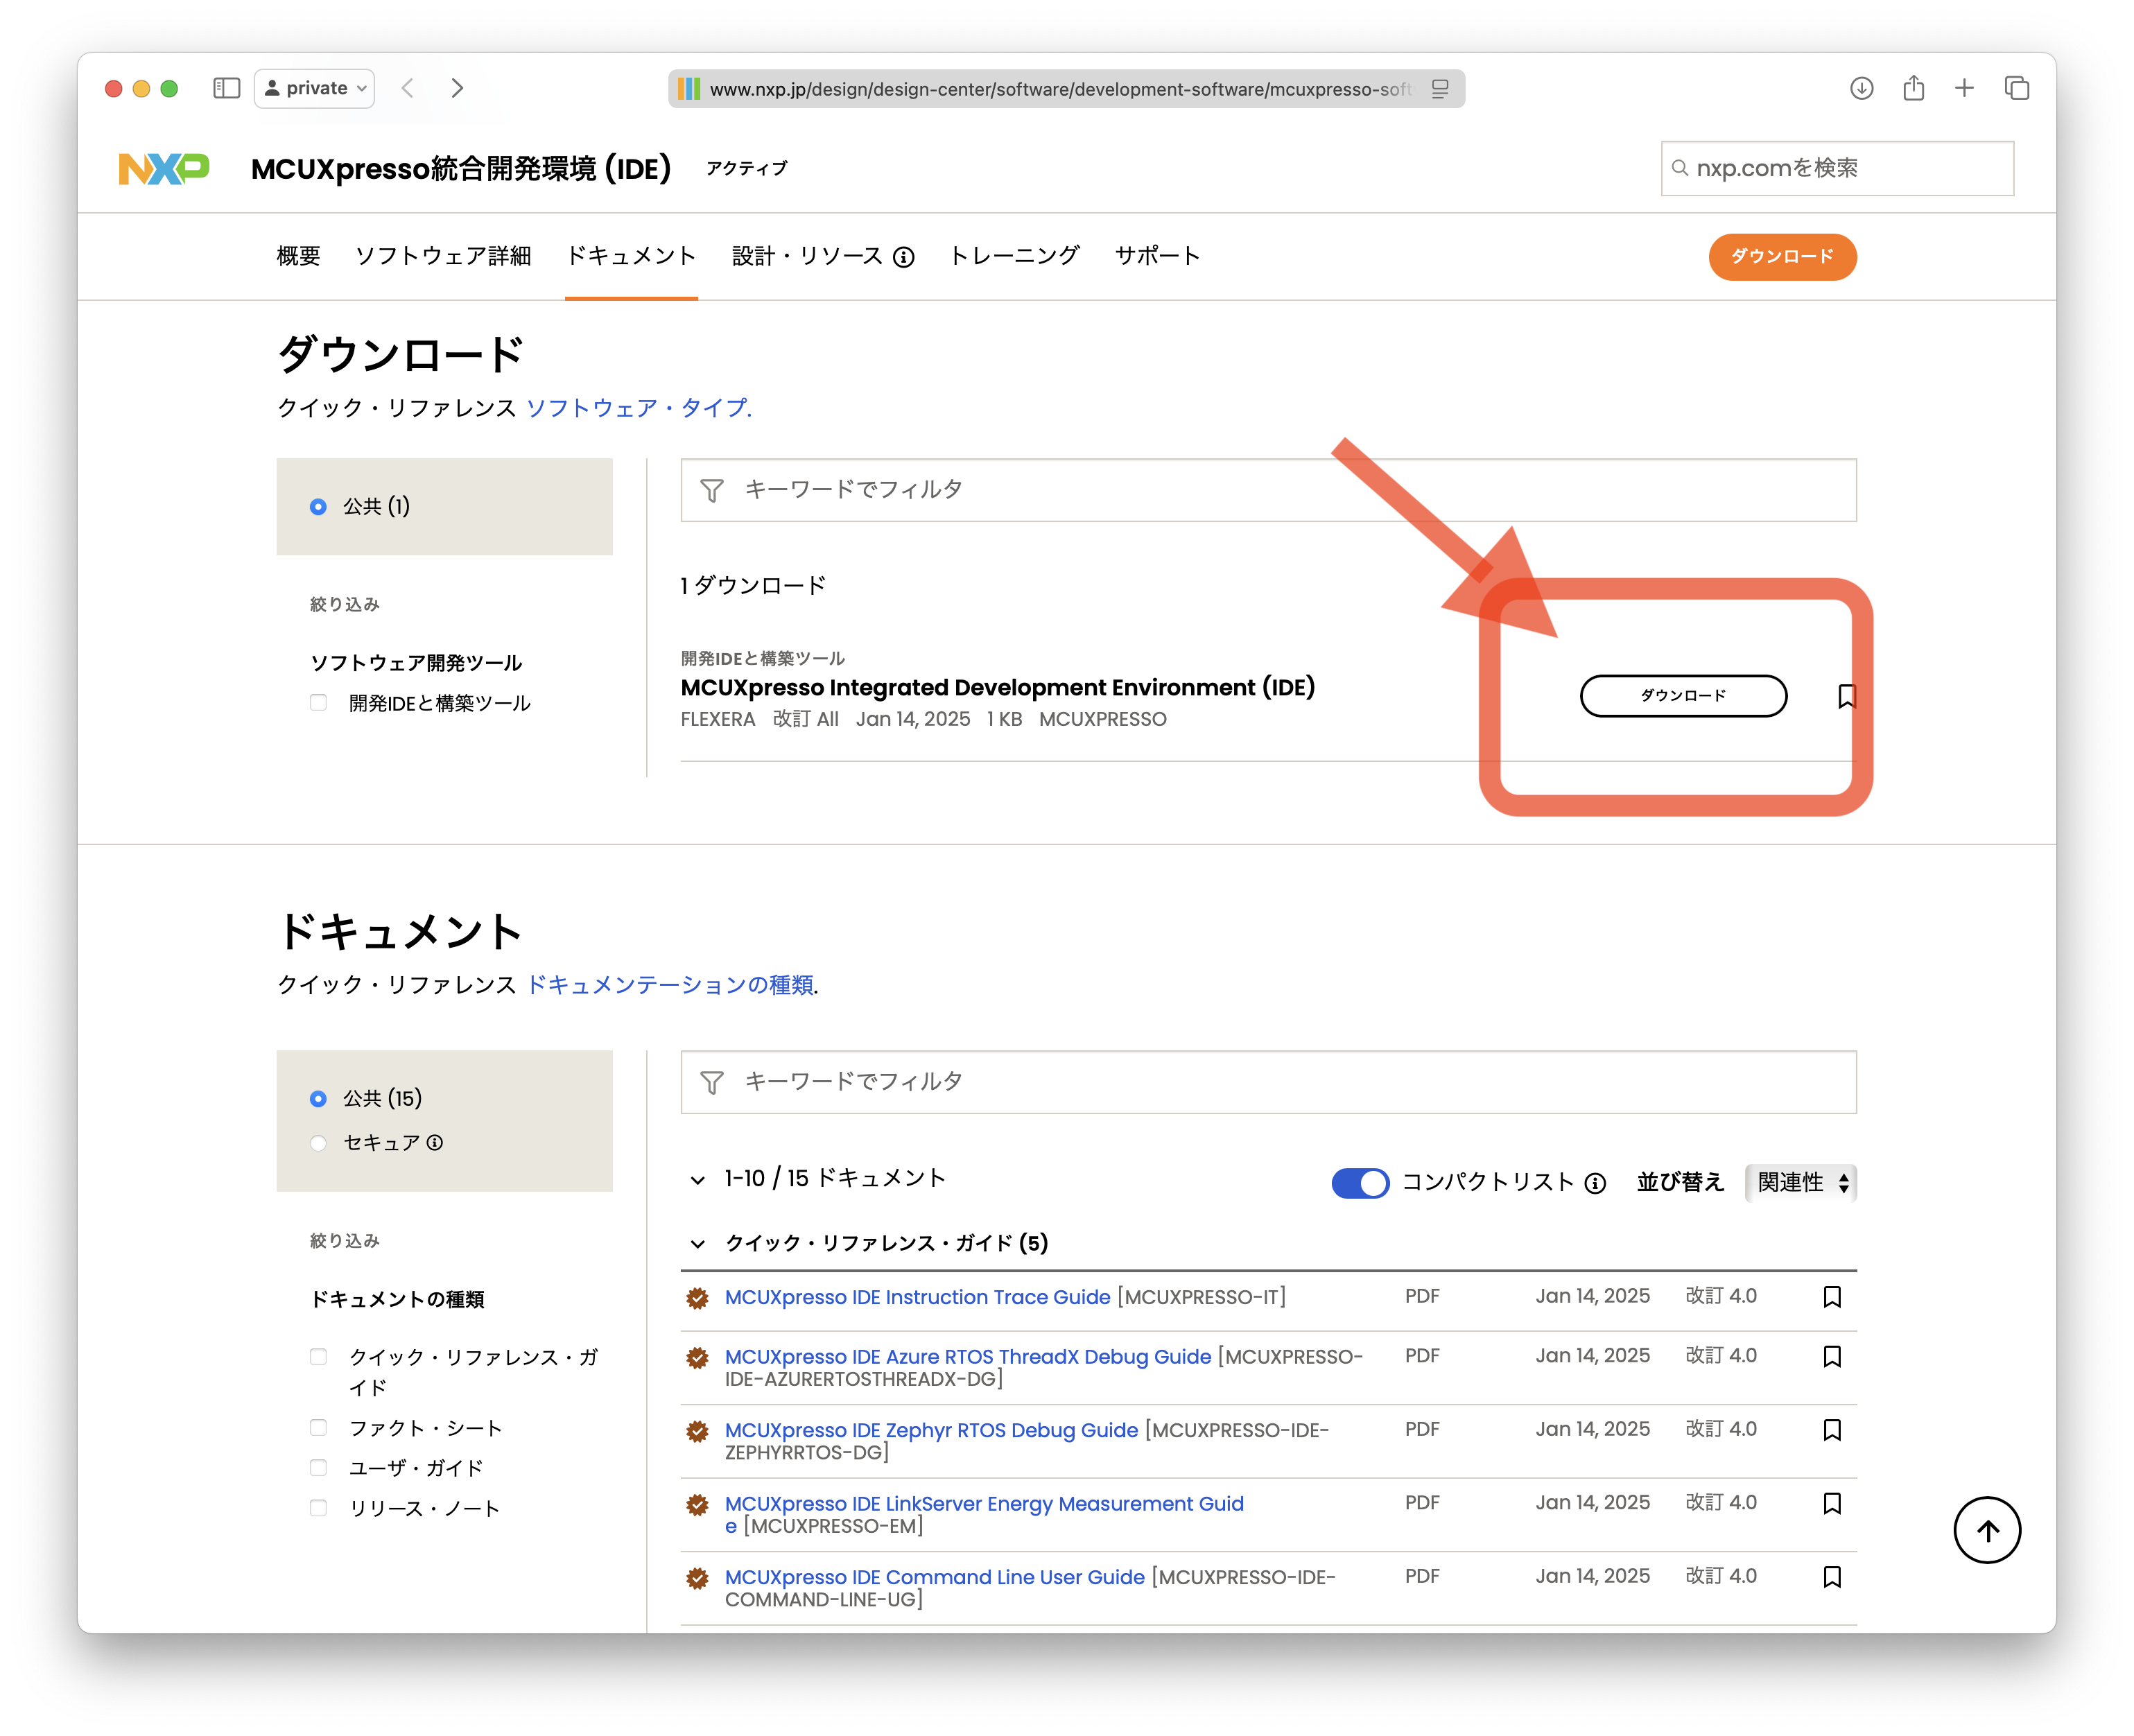 private
www.nxp.jp/design/design-center/software/development-software/mcuxpresso-soft
NXP
MCUXpresso統合開発環境 (IDE)
アクティブ
nxp.comを検索
概要 ソフトウェア詳細 ドキュメント 設計・リソース トレーニング サポート
ダウンロード
ダウンロード
クイック・リファレンス ソフトウェア・タイプ.
公共 (1)
絞り込み
ソフトウェア開発ツール
開発IDEと構築ツール
キーワードでフィルタ
1 ダウンロード
開発IDEと構築ツール
MCUXpresso Integrated Development Environment (IDE)
FLEXERA 改訂 All Jan 14, 2025 1 KB MCUXPRESSO
ダウンロード
ドキュメント
クイック・リファレンス ドキュメンテーションの種類.
公共 (15)
セキュア
絞り込み
ドキュメントの種類
クイック・リファレンス・ガ
イド
ファクト・シート
ユーザ・ガイド
リリース・ノート
キーワードでフィルタ
1-10 / 15 ドキュメント
コンパクトリスト 並び替え 関連性
クイック・リファレンス・ガイド (5)
MCUXpresso IDE Instruction Trace Guide [MCUXPRESSO-IT] PDF Jan 14, 2025 改訂 4.0
MCUXpresso IDE Azure RTOS ThreadX Debug Guide [MCUXPRESSO- PDF Jan 14, 2025 改訂 4.0
IDE-AZURERTOSTHREADX-DG]
MCUXpresso IDE Zephyr RTOS Debug Guide [MCUXPRESSO-IDE- PDF Jan 14, 2025 改訂 4.0
ZEPHYRRTOS-DG]
MCUXpresso IDE LinkServer Energy Measurement Guid PDF Jan 14, 2025 改訂 4.0
e [MCUXPRESSO-EM]
MCUXpresso IDE Command Line User Guide [MCUXPRESSO-IDE- PDF Jan 14, 2025 改訂 4.0
COMMAND-LINE-UG]